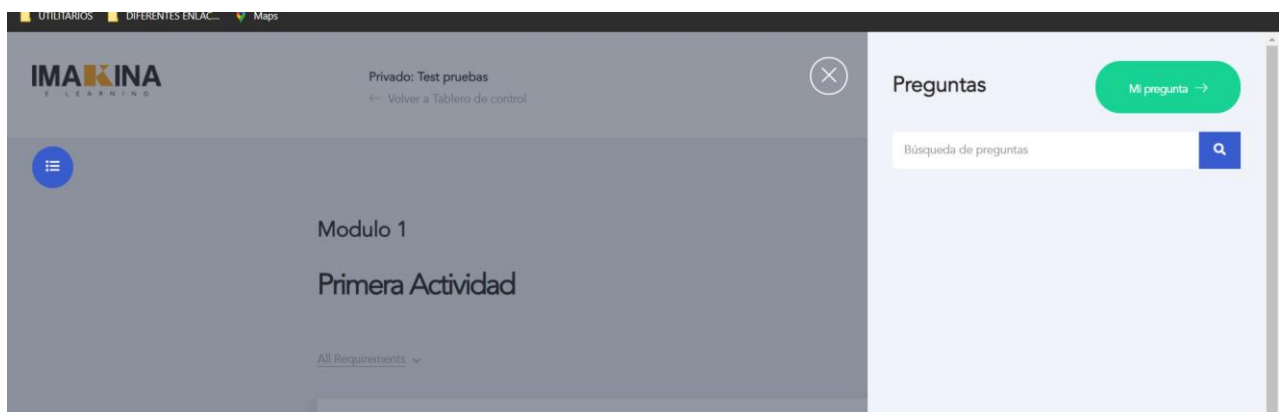 UTILITARIOS DIFERENTES ENLAC... Maps
IMAKINA
E-LEARNING
Privado: Test pruebas
← Volver a Tablero de control
Preguntas
Mi pregunta →
Búsqueda de preguntas
Modulo 1
Primera Actividad
All Requirements